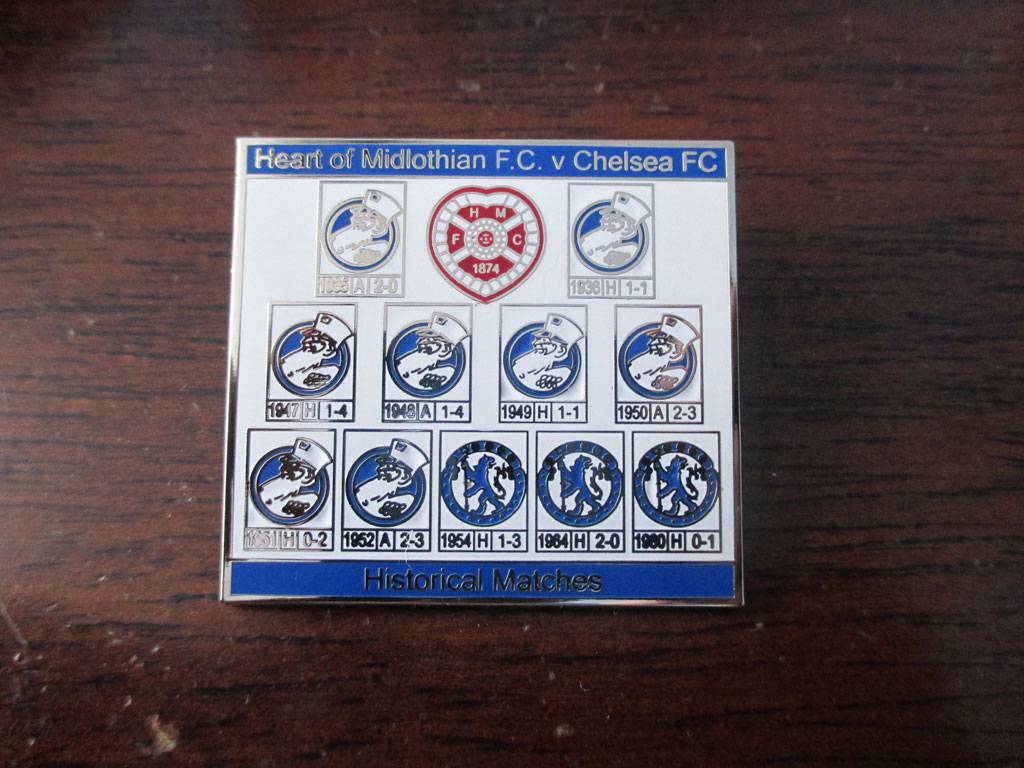 Heart of Midlothian F.C. v Chelsea FC
H M
F C
1874
1935 A 2-0
1936 H 1-1
1947 H 1-4
1948 A 1-4
1949 H 1-1
1950 A 2-3
1951 H 0-2
1952 A 2-3
1954 H 1-3
1964 H 2-0
H 0-1
Historical Matches